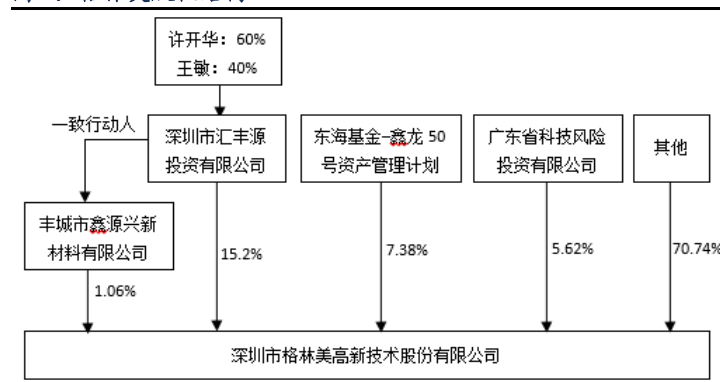 许开华：60%
王敏：40%
一致行动人
深圳市汇丰源
投资有限公司
东海基金-鑫龙 50
号资产管理计划
广东省科技风险
投资有限公司
其他
丰城市鑫源兴新
材料有限公司
15.2%
7.38%
5.62%
70.74%
1.06%
深圳市格林美高新技术股份有限公司